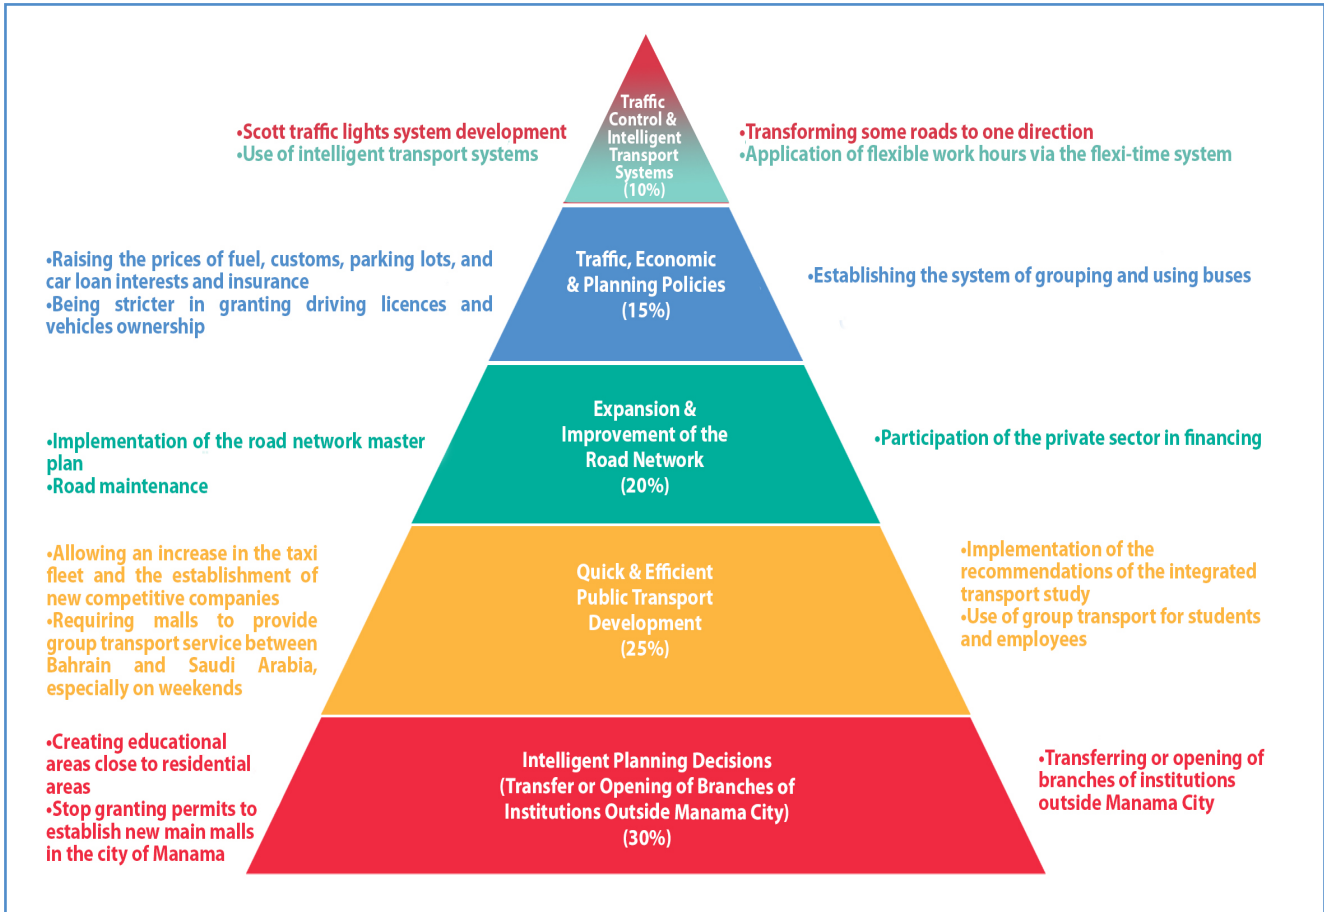 Traffic
Control &
Intelligent
Transport
Systems
(10%)
•Scott traffic lights system development
•Use of intelligent transport systems
•Transforming some roads to one direction
•Application of flexible work hours via the flexi-time system
Traffic, Economic
& Planning Policies
(15%)
•Raising the prices of fuel, customs, parking lots, and
car loan interests and insurance
•Being stricter in granting driving licences and
vehicles ownership
•Establishing the system of grouping and using buses
Expansion &
Improvement of the
Road Network
(20%)
•Implementation of the road network master
plan
•Road maintenance
•Participation of the private sector in financing
Quick & Efficient
Public Transport
Development
(25%)
•Allowing an increase in the taxi
fleet and the establishment of
new competitive companies
•Requiring malls to provide
group transport service between
Bahrain and Saudi Arabia,
especially on weekends
•Implementation of the
recommendations of the integrated
transport study
•Use of group transport for students
and employees
Intelligent Planning Decisions
(Transfer or Opening of Branches of
Institutions Outside Manama City)
(30%)
•Creating educational
areas close to residential
areas
•Stop granting permits to
establish new main malls
in the city of Manama
•Transferring or opening of
branches of institutions
outside Manama City